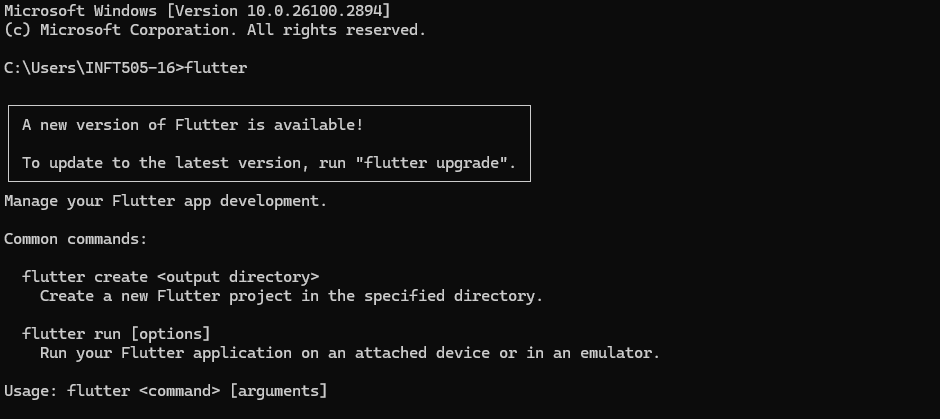 Microsoft Windows [Version 10.0.26100.2894]
(c) Microsoft Corporation. All rights reserved.
C:\Users\INFT505-16>flutter
A new version of Flutter is available!
To update to the latest version, run "flutter upgrade".
Manage your Flutter app development.
Common commands:
flutter create <output directory>
Create a new Flutter project in the specified directory.
flutter run [options]
Run your Flutter application on an attached device or in an emulator.
Usage: flutter <command> [arguments]